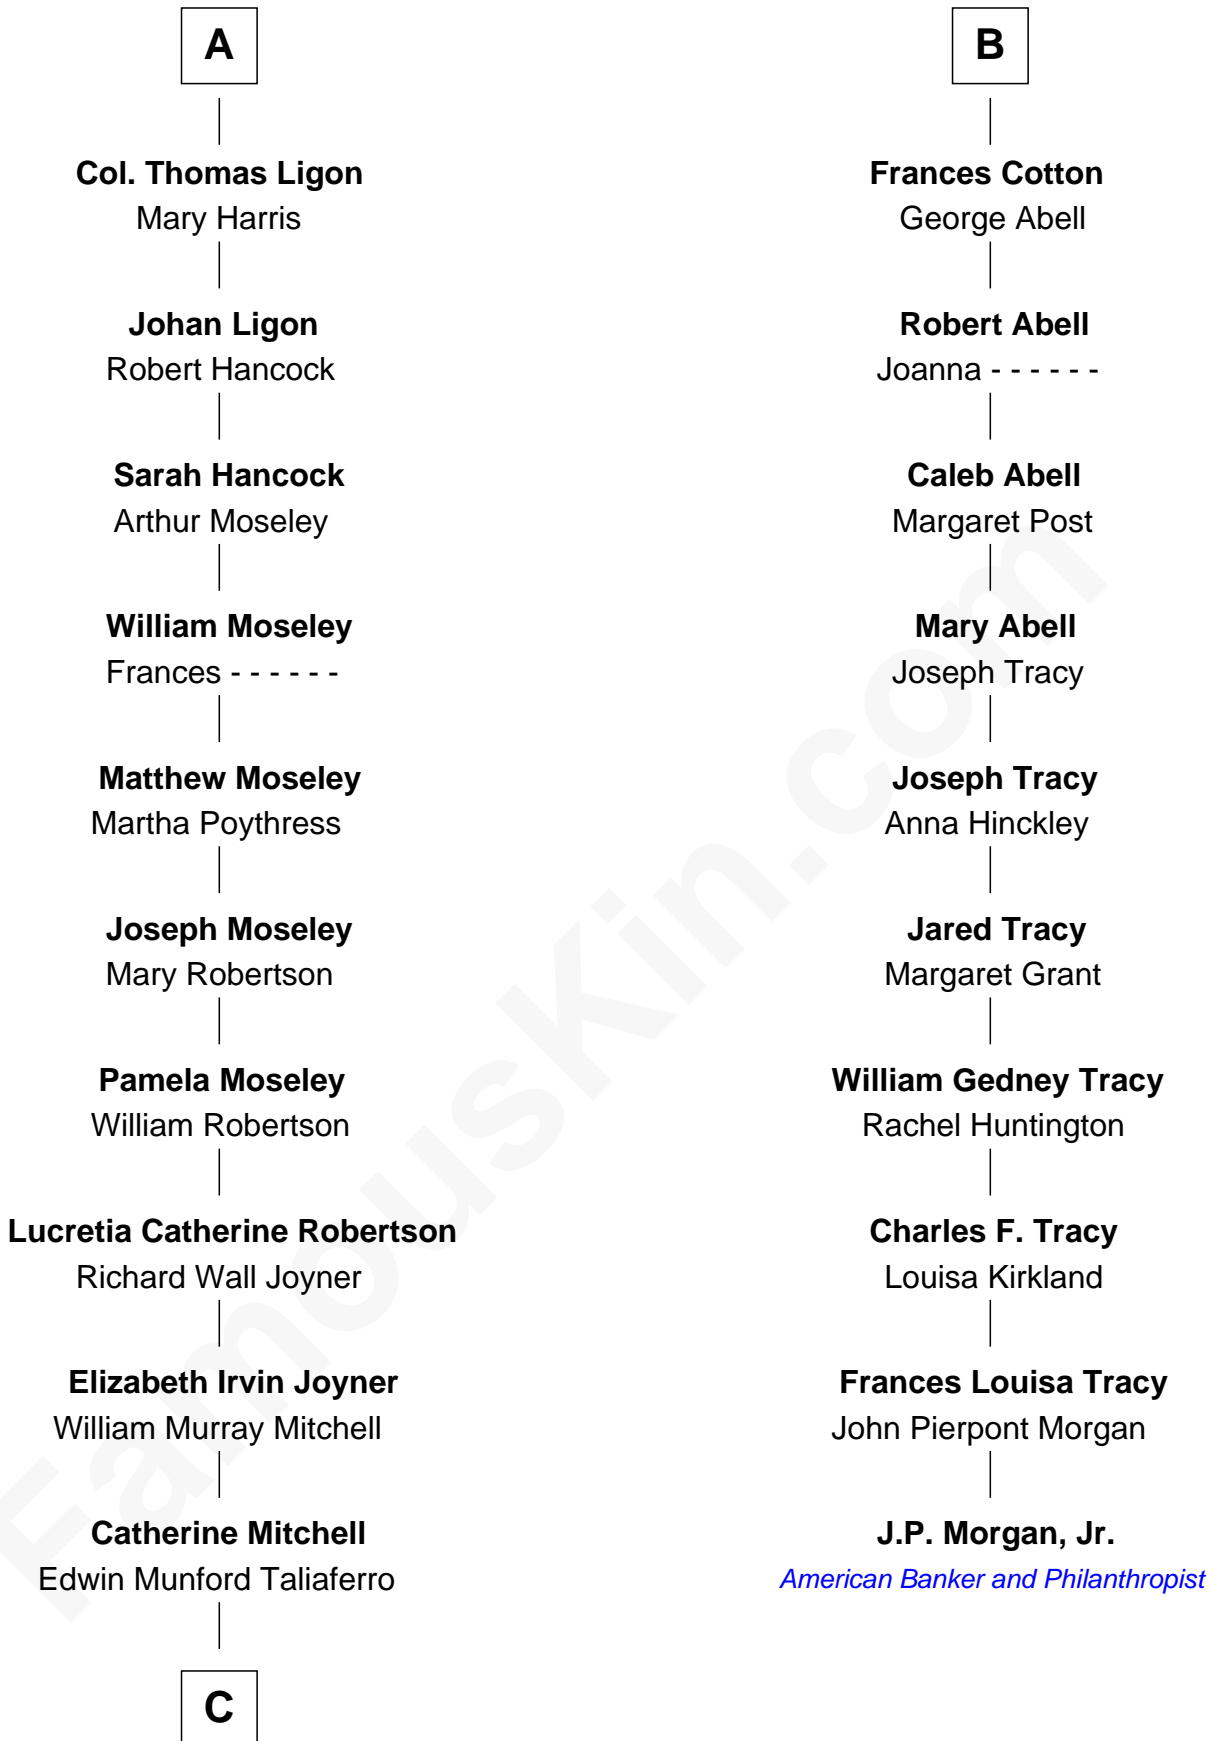 A
Col. Thomas Ligon
Mary Harris
Johan Ligon
Robert Hancock
Sarah Hancock
Arthur Moseley
William Moseley
Frances - - - - - -
Matthew Moseley
Martha Poythress
Joseph Moseley
Mary Robertson
Pamela Moseley
William Robertson
Lucretia Catherine Robertson
Richard Wall Joyner
Elizabeth Irvin Joyner
William Murray Mitchell
Catherine Mitchell
Edwin Munford Taliaferro
C
B
Frances Cotton
George Abell
Robert Abell
Joanna - - - - - -
Caleb Abell
Margaret Post
Mary Abell
Joseph Tracy
Joseph Tracy
Anna Hinckley
Jared Tracy
Margaret Grant
William Gedney Tracy
Rachel Huntington
Charles F. Tracy
Louisa Kirkland
Frances Louisa Tracy
John Pierpont Morgan
J.P. Morgan, Jr.
American Banker and Philanthropist
FamousKin.com